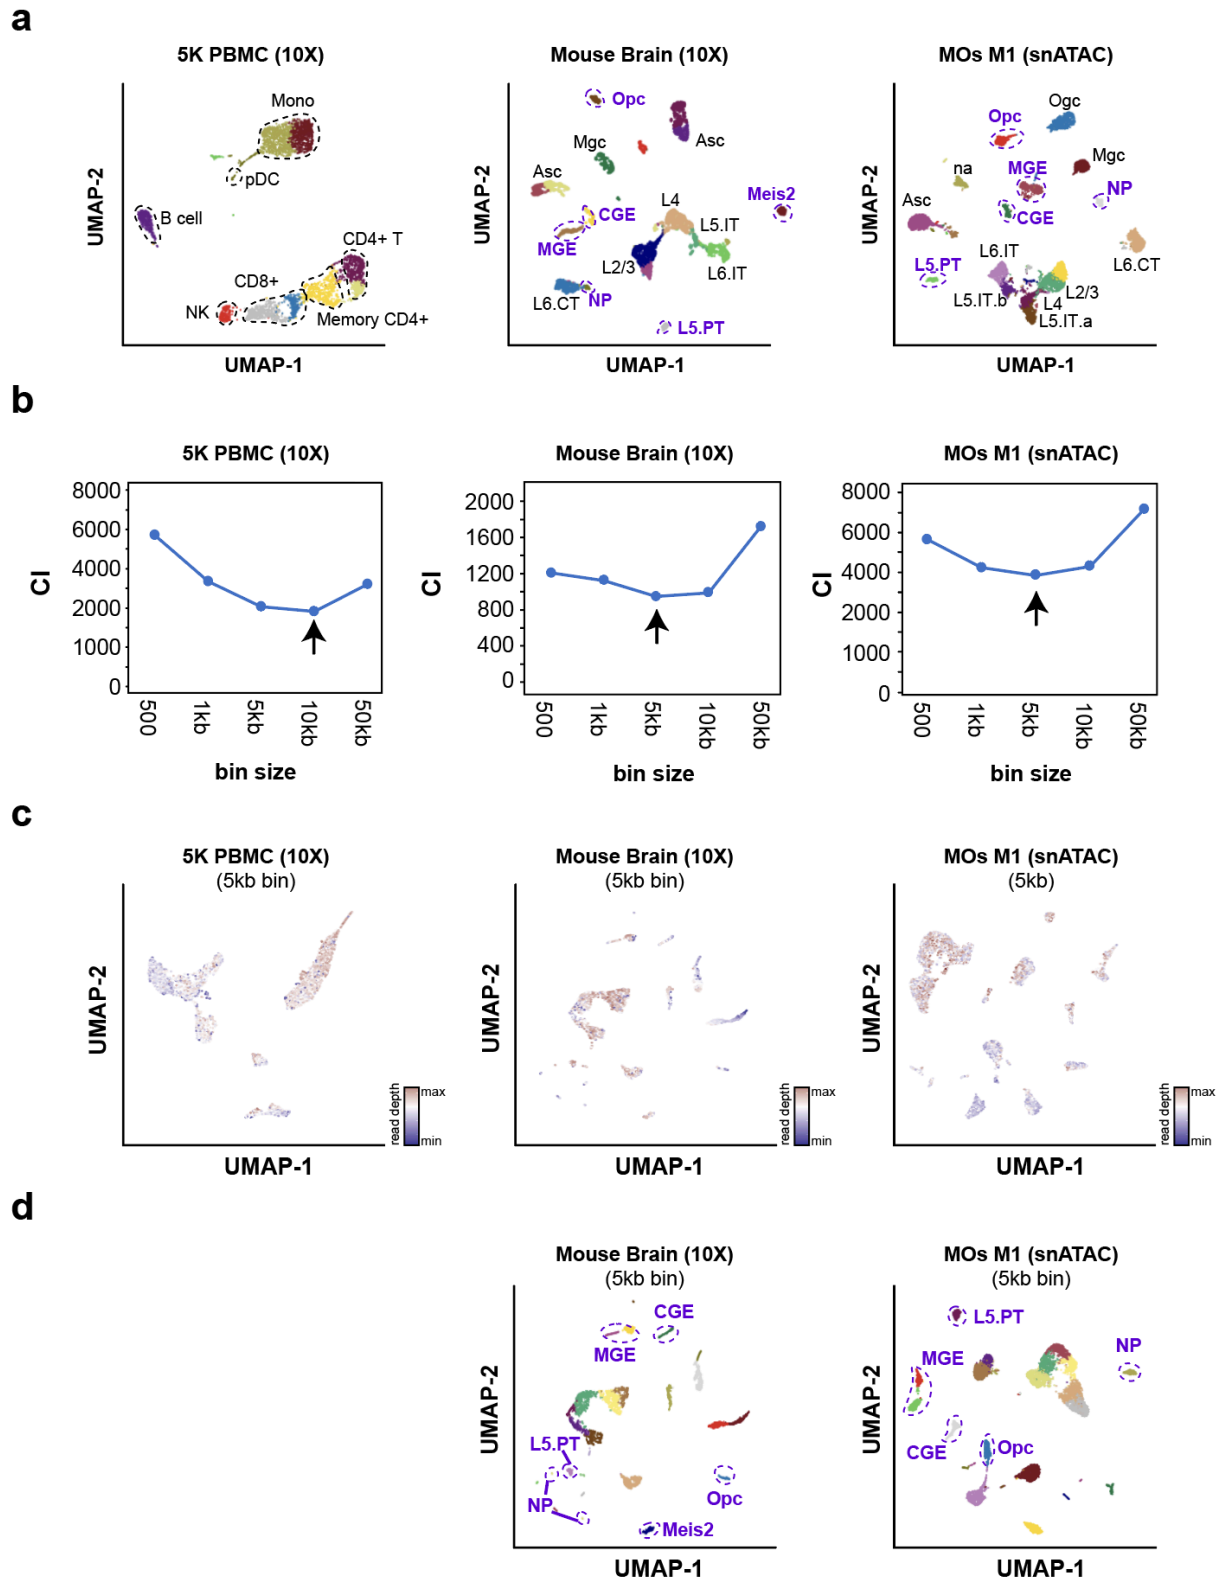 a
5K PBMC (10X)
Mouse Brain (10X)
MOs M1 (snATAC)
UMAP-2
Mono
pDC
B cell
CD4+ T
CD8+
NK
Memory CD4+
UMAP-1
UMAP-2
Opc
Asc
Mgc
Asc
Meis2
CGE
L4
L5.IT
MGE
L2/3
L6.IT
L6.CT
NP
L5.PT
UMAP-1
UMAP-2
Ogc
Opc
na
MGE
Mgc
NP
Asc
CGE
L6.IT
L6.CT
L5.PT
L5.IT.b
L2/3
L4
L5.IT.a
UMAP-1
b
5K PBMC (10X)
8000
6000
4000
2000
1000
0
CI
500
1kb
5kb
10kb
50kb
bin size
Mouse Brain (10X)
2000
1600
1200
800
400
0
CI
500
1kb
5kb
10kb
50kb
bin size
MOs M1 (snATAC)
8000
6000
4000
2000
1000
0
CI
500
1kb
5kb
10kb
50kb
bin size
c
5K PBMC (10X)
(5kb bin)
UMAP-2
read depth
max
min
UMAP-1
Mouse Brain (10X)
(5kb bin)
UMAP-2
read depth
max
min
UMAP-1
MOs M1 (snATAC)
(5kb)
UMAP-2
read depth
max
min
UMAP-1
d
Mouse Brain (10X)
(5kb bin)
UMAP-2
CGE
MGE
L5.PT
NP
Opc
Meis2
UMAP-1
MOs M1 (snATAC)
(5kb bin)
UMAP-2
L5.PT
MGE
NP
CGE
Opc
UMAP-1